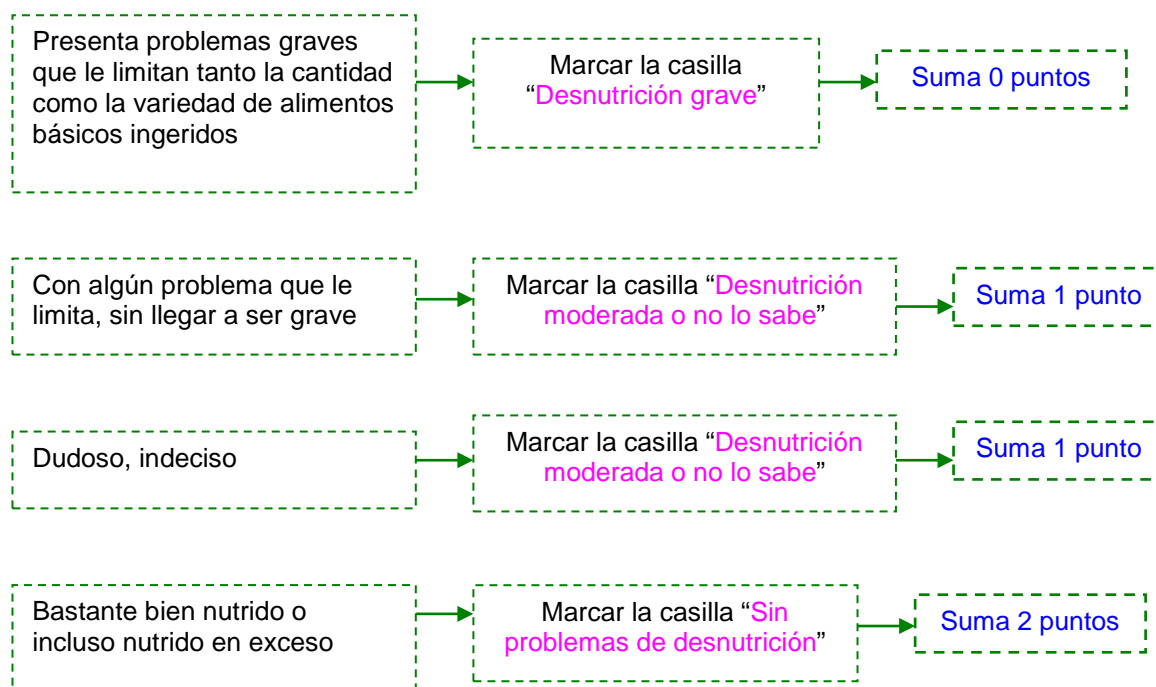 Presenta problemas graves
que le limitan tanto la cantidad
como la variedad de alimentos
básicos ingeridos
Marcar la casilla
“Desnutrición grave”
Suma 0 puntos
Con algún problema que le
limita, sin llegar a ser grave
Marcar la casilla “Desnutrición
moderada o no lo sabe”
Suma 1 punto
Dudoso, indeciso
Marcar la casilla “Desnutrición
moderada o no lo sabe”
Suma 1 punto
Bastante bien nutrido o
incluso nutrido en exceso
Marcar la casilla “Sin
problemas de desnutrición”
Suma 2 puntos